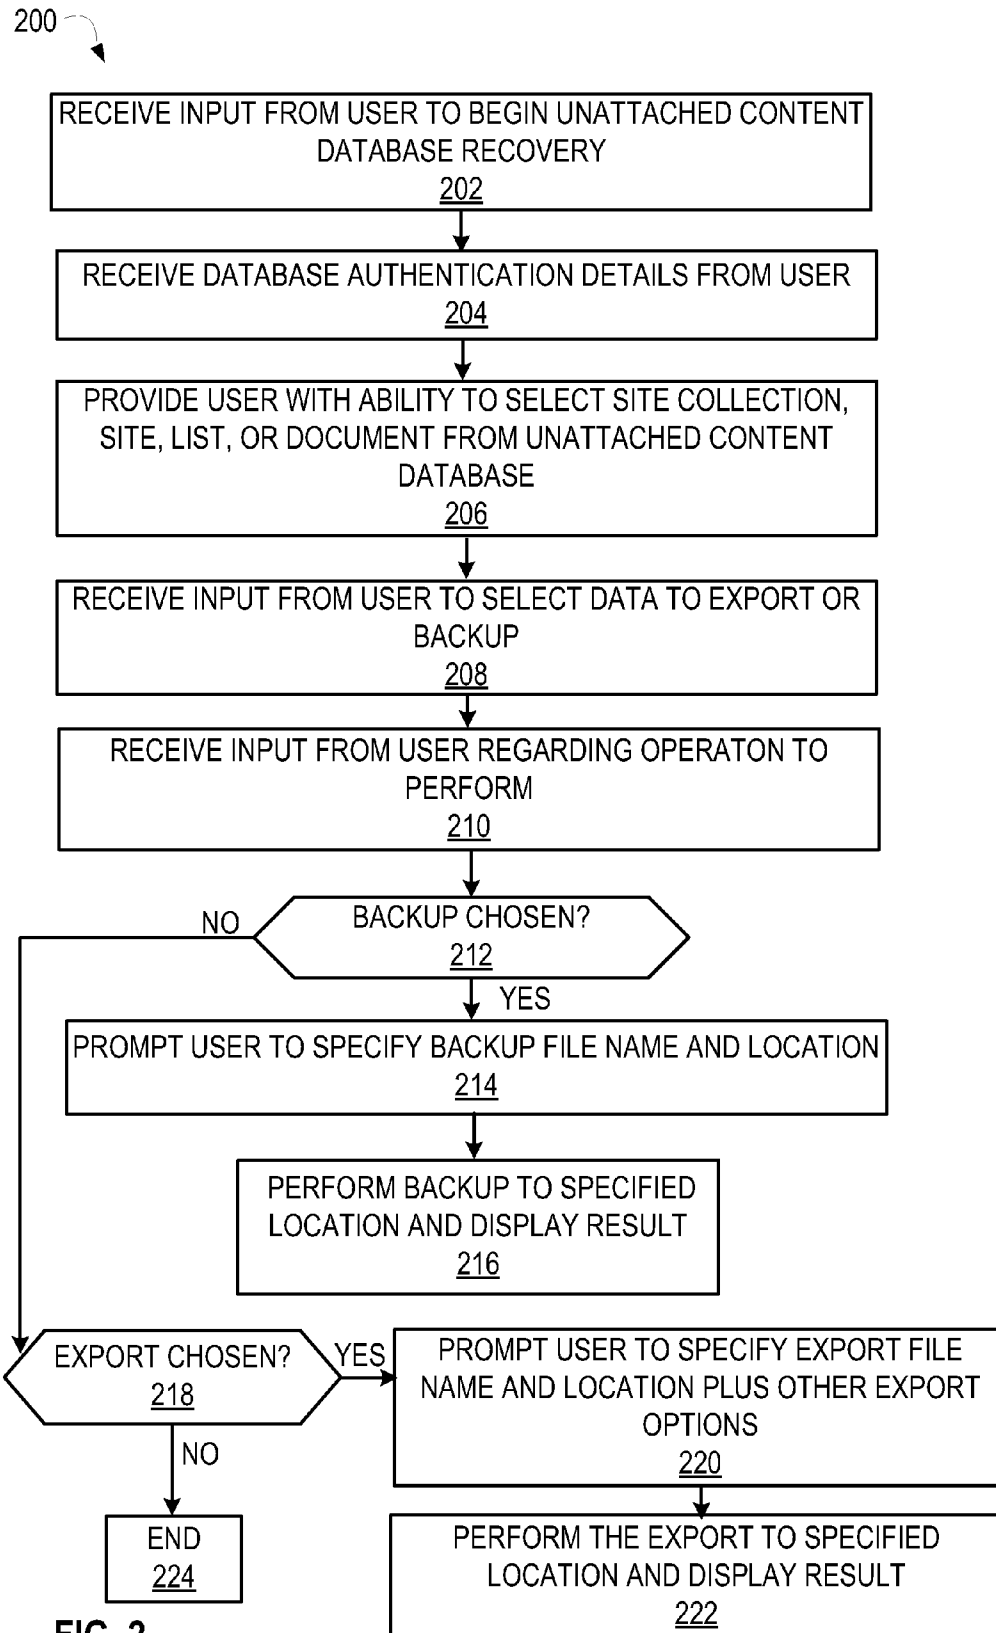 200
RECEIVE INPUT FROM USER TO BEGIN UNATTACHED CONTENT
DATABASE RECOVERY
202
RECEIVE DATABASE AUTHENTICATION DETAILS FROM USER
204
PROVIDE USER WITH ABILITY TO SELECT SITE COLLECTION,
SITE, LIST, OR DOCUMENT FROM UNATTACHED CONTENT
DATABASE
206
RECEIVE INPUT FROM USER TO SELECT DATA TO EXPORT OR
BACKUP
208
RECEIVE INPUT FROM USER REGARDING OPERATON TO
PERFORM
210
NO
BACKUP CHOSEN?
212
YES
PROMPT USER TO SPECIFY BACKUP FILE NAME AND LOCATION
214
PERFORM BACKUP TO SPECIFIED
LOCATION AND DISPLAY RESULT
216
EXPORT CHOSEN?
218
YES
PROMPT USER TO SPECIFY EXPORT FILE
NAME AND LOCATION PLUS OTHER EXPORT
OPTIONS
220
NO
END
224
PERFORM THE EXPORT TO SPECIFIED
LOCATION AND DISPLAY RESULT
222
FIG. 2